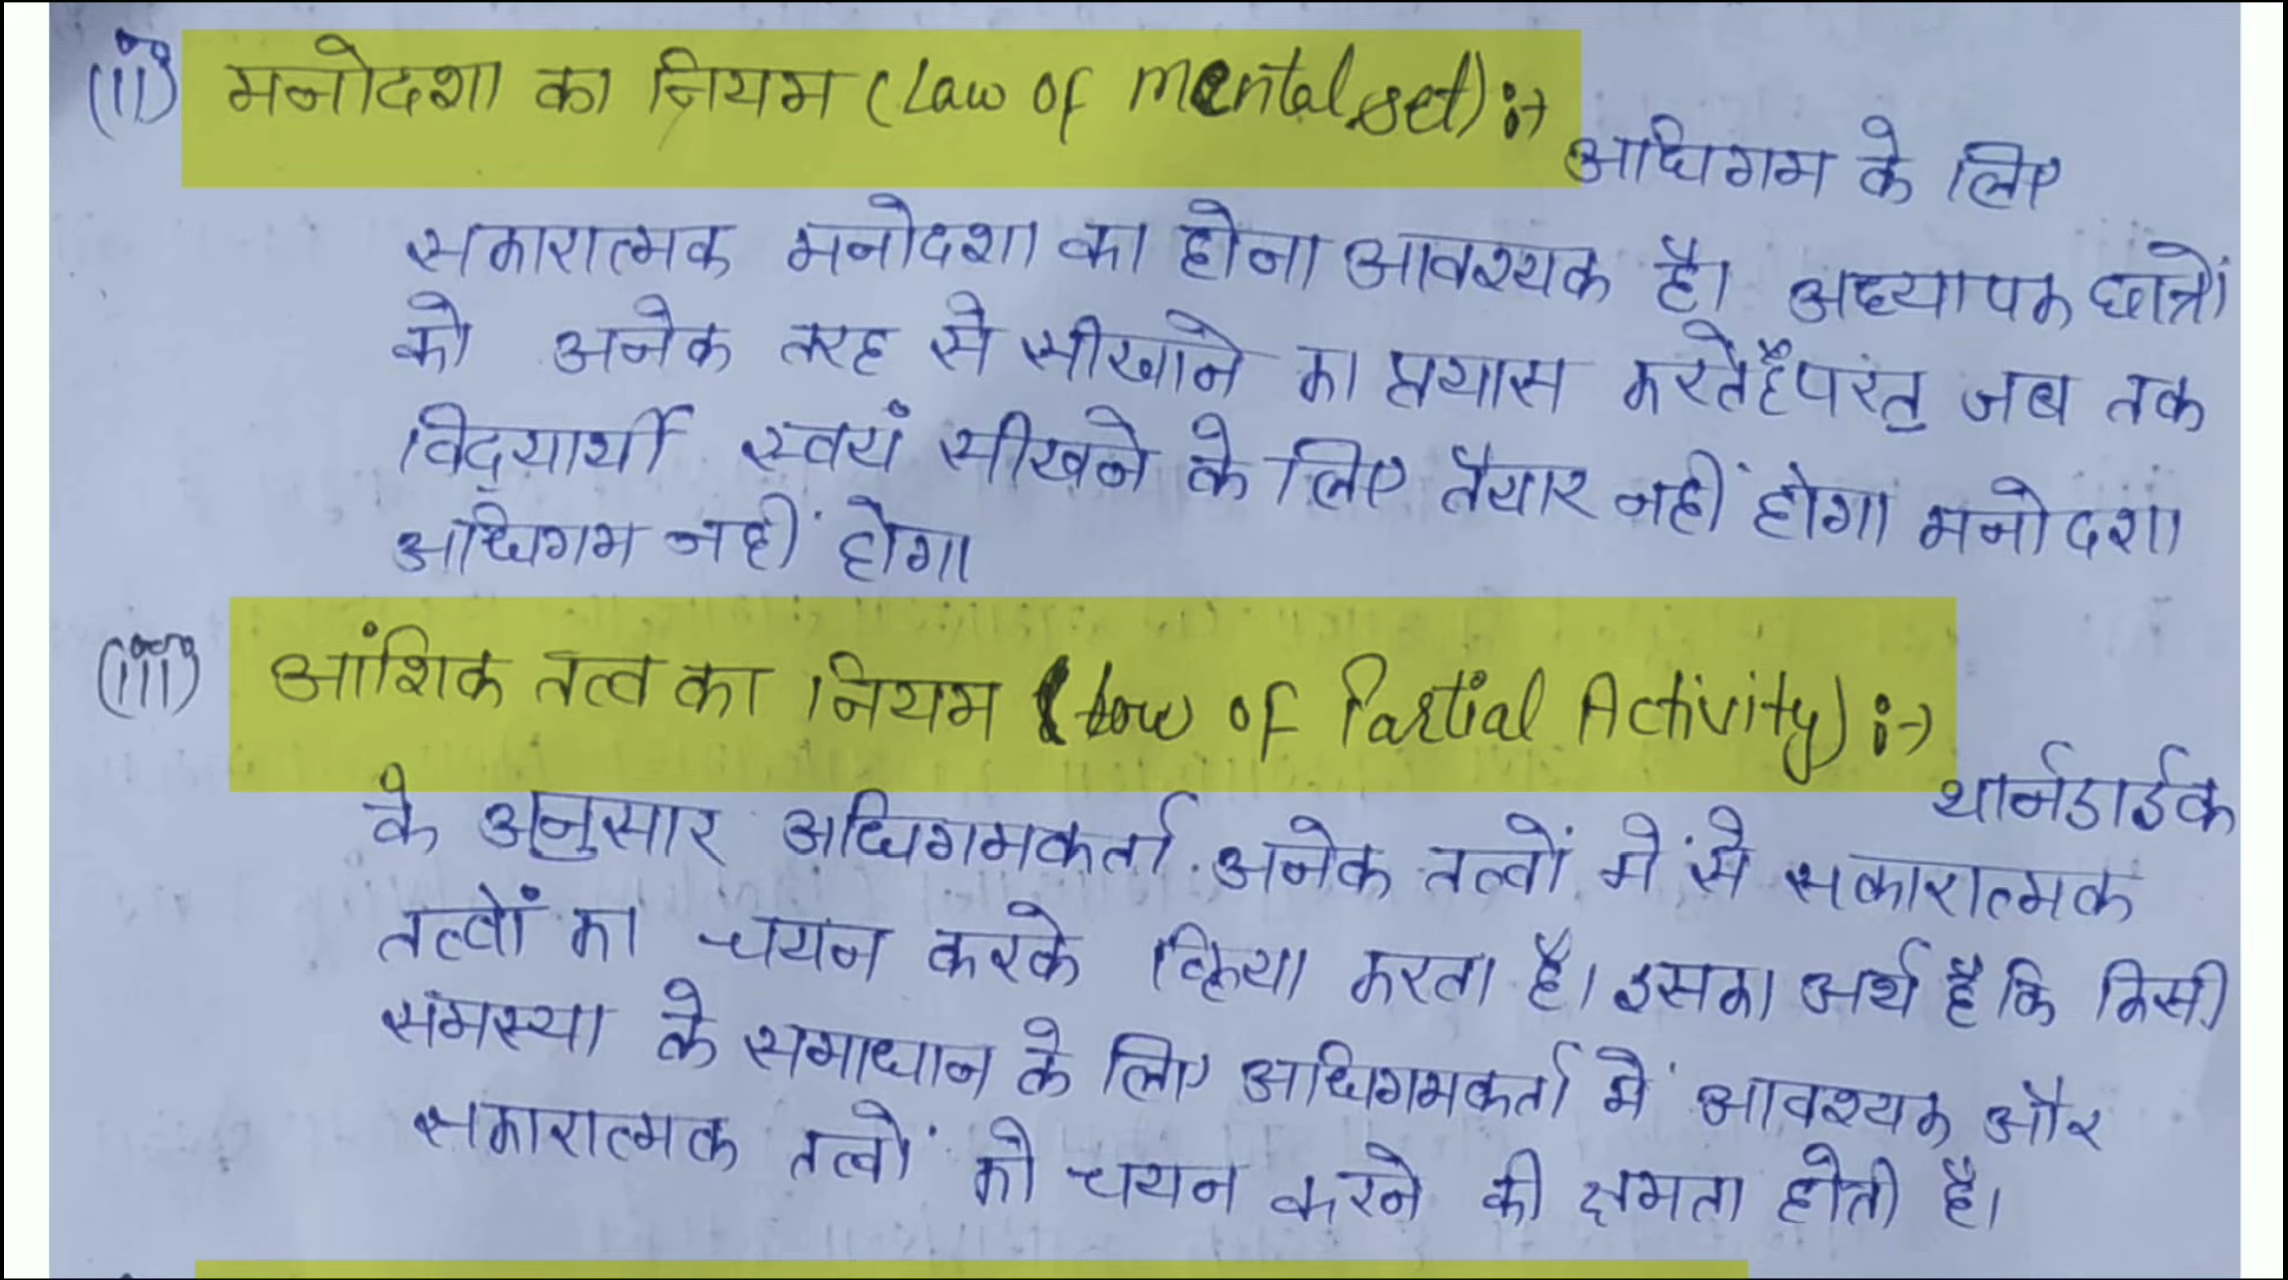 (ii) मनोदशा का नियम (Law of Mental set) :→
अधिगम के लिए
सकारात्मक मनोदशा का होना आवश्यक है। अध्यापक छात्रों
को अनेक तरह से सीखाने का प्रयास करते हैं परंतु जब तक
विद्यार्थी स्वयं सीखने के लिए तैयार नहीं होगा मनोदशा
अधिगम नहीं होगा
(iii) आंशिक तत्व का नियम (Law of Partial Activity) :→
थार्नडाईक
के अनुसार अधिगमकर्ता अनेक तत्वों में से सकारात्मक
तत्वों का चयन करके क्रिया करता है। इसका अर्थ है कि किसी
समस्या के समाधान के लिए अधिगमकर्ता में आवश्यक और
सकारात्मक तत्वों को चयन करने की क्षमता होती है।